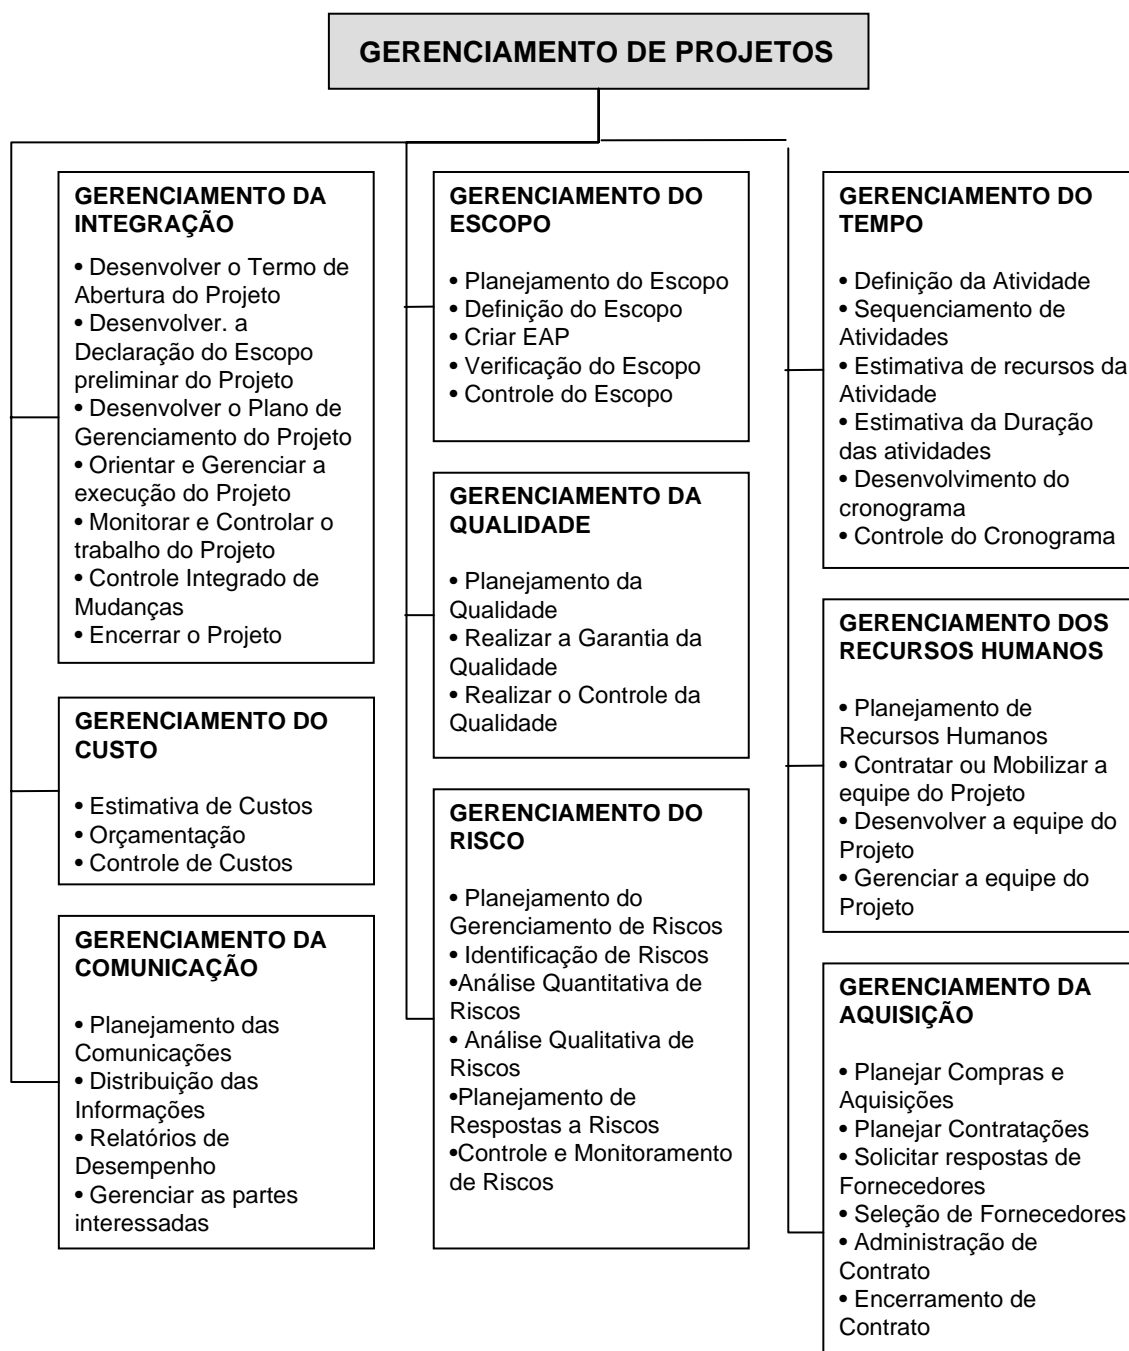 GERENCIAMENTO DE PROJETOS
GERENCIAMENTO DA
INTEGRAÇÃO
• Desenvolver o Termo de
Abertura do Projeto
• Desenvolver. a
Declaração do Escopo
preliminar do Projeto
• Desenvolver o Plano de
Gerenciamento do Projeto
• Orientar e Gerenciar a
execução do Projeto
• Monitorar e Controlar o
trabalho do Projeto
• Controle Integrado de
Mudanças
• Encerrar o Projeto
GERENCIAMENTO DO
CUSTO
• Estimativa de Custos
• Orçamentação
• Controle de Custos
GERENCIAMENTO DA
COMUNICAÇÃO
• Planejamento das
Comunicações
• Distribuição das
Informações
• Relatórios de
Desempenho
• Gerenciar as partes
interessadas
GERENCIAMENTO DO
ESCOPO
• Planejamento do Escopo
• Definição do Escopo
• Criar EAP
• Verificação do Escopo
• Controle do Escopo
GERENCIAMENTO DA
QUALIDADE
• Planejamento da
Qualidade
• Realizar a Garantia da
Qualidade
• Realizar o Controle da
Qualidade
GERENCIAMENTO DO
RISCO
• Planejamento do
Gerenciamento de Riscos
• Identificação de Riscos
•Análise Quantitativa de
Riscos
• Análise Qualitativa de
Riscos
•Planejamento de
Respostas a Riscos
•Controle e Monitoramento
de Riscos
GERENCIAMENTO DO
TEMPO
• Definição da Atividade
• Sequenciamento de
Atividades
• Estimativa de recursos da
Atividade
• Estimativa da Duração
das atividades
• Desenvolvimento do
cronograma
• Controle do Cronograma
GERENCIAMENTO DOS
RECURSOS HUMANOS
• Planejamento de
Recursos Humanos
• Contratar ou Mobilizar a
equipe do Projeto
• Desenvolver a equipe do
Projeto
• Gerenciar a equipe do
Projeto
GERENCIAMENTO DA
AQUISIÇÃO
• Planejar Compras e
Aquisições
• Planejar Contratações
• Solicitar respostas de
Fornecedores
• Seleção de Fornecedores
• Administração de
Contrato
• Encerramento de
Contrato